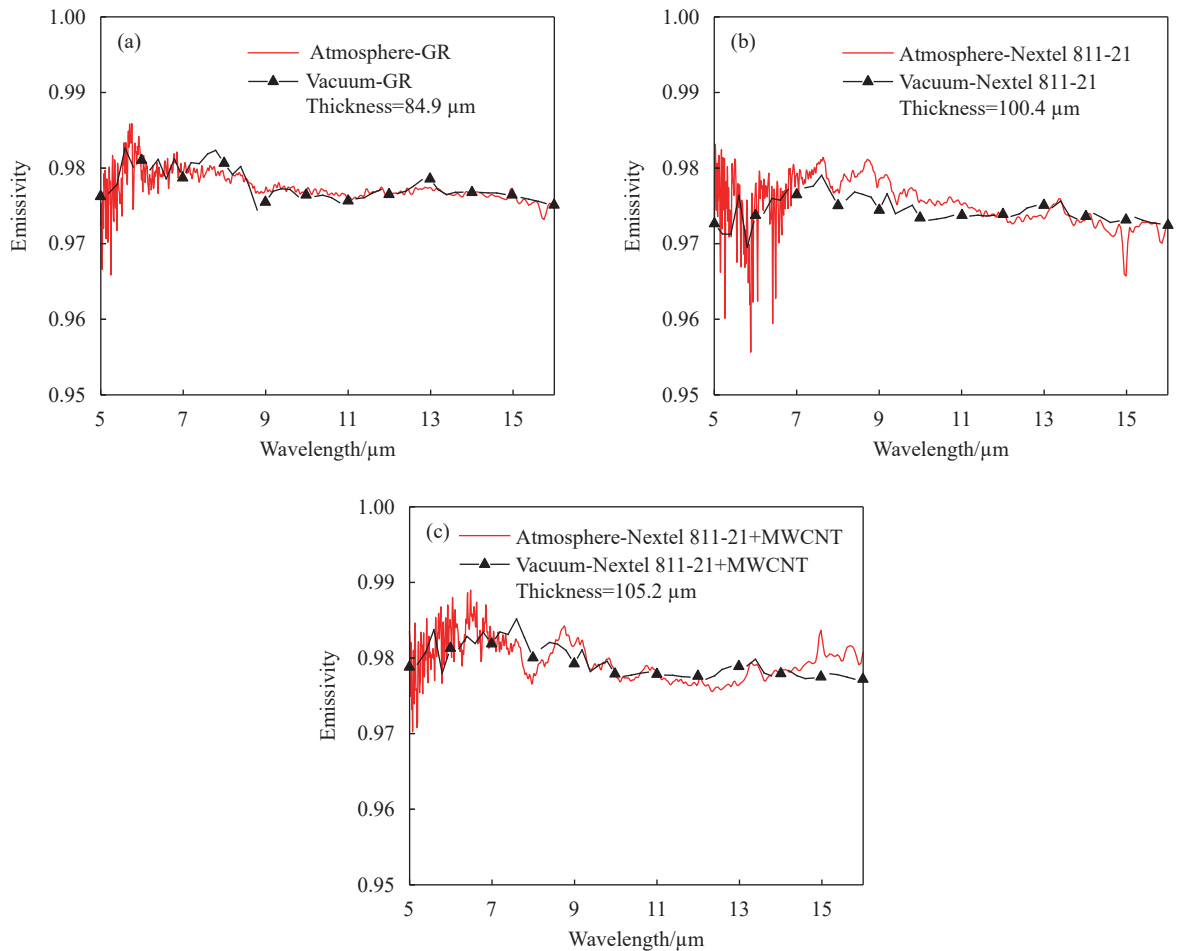 (a)
Atmosphere-GR
Vacuum-GR
Thickness=84.9 µm
1.00
0.99
0.98
0.97
0.96
0.95
Emissivity
5 7 9 11 13 15
Wavelength/µm
(b)
Atmosphere-Nextel 811-21
Vacuum-Nextel 811-21
Thickness=100.4 µm
1.00
0.99
0.98
0.97
0.96
0.95
Emissivity
5 7 9 11 13 15
Wavelength/µm
(c)
Atmosphere-Nextel 811-21+MWCNT
Vacuum-Nextel 811-21+MWCNT
Thickness=105.2 µm
1.00
0.99
0.98
0.97
0.96
0.95
Emissivity
5 7 9 11 13 15
Wavelength/µm